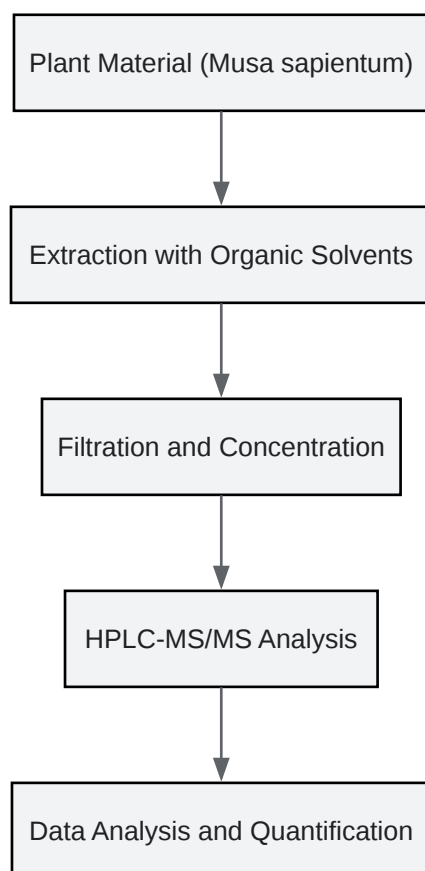 Plant Material (Musa sapientum)
Extraction with Organic Solvents
Filtration and Concentration
HPLC-MS/MS Analysis
Data Analysis and Quantification